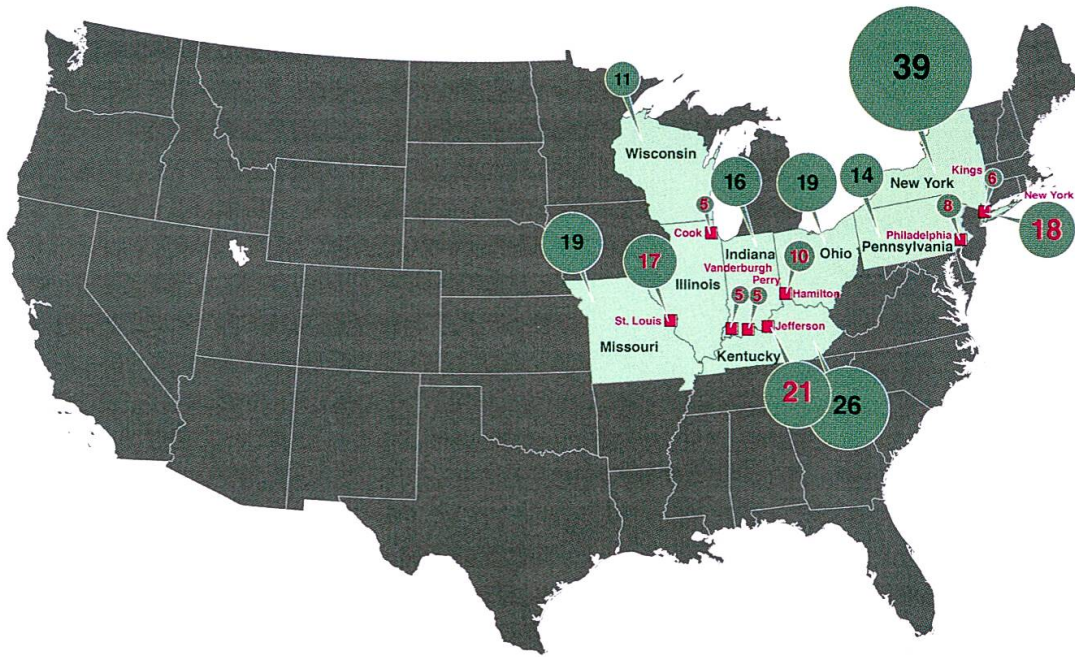 39
11
Wisconsin
Kings
6
16
19
14
New York
New York
5
8
18
Cook
Philadelphia
Pennsylvania
19
17
Indiana
10
Ohio
Vanderburgh
Perry
Illinois
5
5
Hamilton
St. Louis
Jefferson
Missouri
Kentucky
21
26